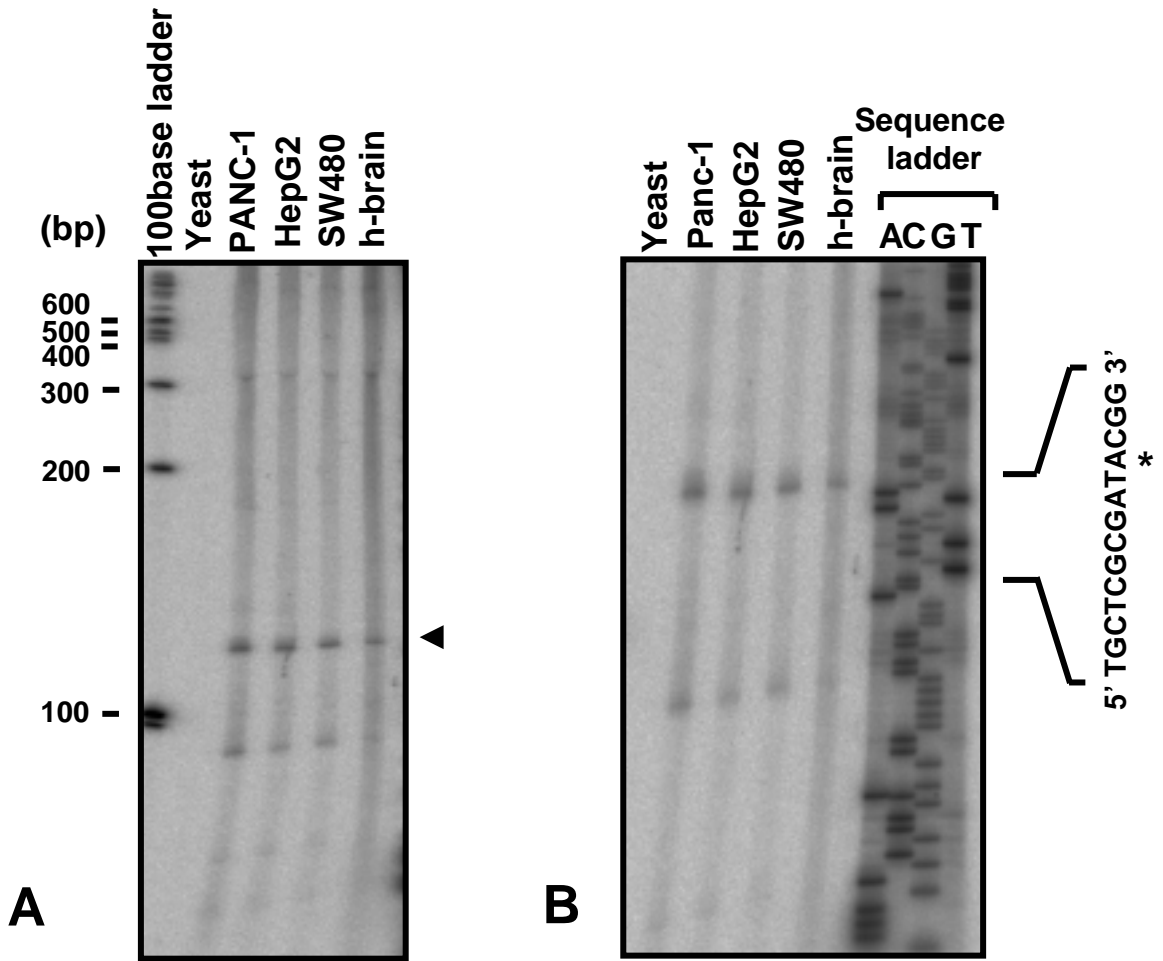 100base ladder
Yeast
PANC-1
HepG2
SW480
h-brain
(bp)
600
500
400
300
200
100
A
Yeast
Panc-1
HepG2
SW480
h-brain
Sequence
ladder
ACGT
5’ TGCTCGCGATACGG 3’
*
B